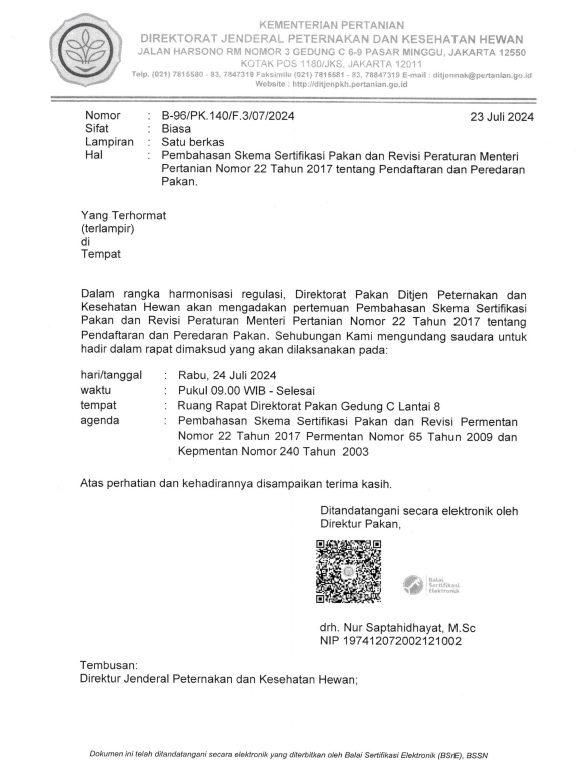 KEMENTERIAN PERTANIAN
DIREKTORAT JENDERAL PETERNAKAN DAN KESEHATAN HEWAN
JALAN HARSONO RM NOMOR 3 GEDUNG C 6-9 PASAR MINGGU, JAKARTA 12550
KOTAK POS 1180/JKS, JAKARTA 12011
Telp. (021) 7815580 - 83, 7847319 Faksimile (021) 7815581 - 83, 78847319 E-mail : ditjennak@pertanian.go.id
Website : http://ditjenpkh.pertanian.go.id
Nomor : B-96/PK.140/F.3/07/2024 23 Juli 2024
Sifat : Biasa
Lampiran : Satu berkas
Hal : Pembahasan Skema Sertifikasi Pakan dan Revisi Peraturan Menteri
Pertanian Nomor 22 Tahun 2017 tentang Pendaftaran dan Peredaran
Pakan.
Yang Terhormat
(terlampir)
di
Tempat
Dalam rangka harmonisasi regulasi, Direktorat Pakan Ditjen Peternakan dan
Kesehatan Hewan akan mengadakan pertemuan Pembahasan Skema Sertifikasi
Pakan dan Revisi Peraturan Menteri Pertanian Nomor 22 Tahun 2017 tentang
Pendaftaran dan Peredaran Pakan. Sehubungan Kami mengundang saudara untuk
hadir dalam rapat dimaksud yang akan dilaksanakan pada:
hari/tanggal : Rabu, 24 Juli 2024
waktu : Pukul 09.00 WIB - Selesai
tempat : Ruang Rapat Direktorat Pakan Gedung C Lantai 8
agenda : Pembahasan Skema Sertifikasi Pakan dan Revisi Permentan
Nomor 22 Tahun 2017 Permentan Nomor 65 Tahun 2009 dan
Kepmentan Nomor 240 Tahun 2003
Atas perhatian dan kehadirannya disampaikan terima kasih.
Ditandatangani secara elektronik oleh
Direktur Pakan,
Balai
Sertifikasi
Elektronik
drh. Nur Saptahidhayat, M.Sc
NIP 197412072002121002
Tembusan:
Direktur Jenderal Peternakan dan Kesehatan Hewan;
Dokumen ini telah ditandatangani secara elektronik yang diterbitkan oleh Balai Sertifikasi Elektronik (BSrE), BSSN